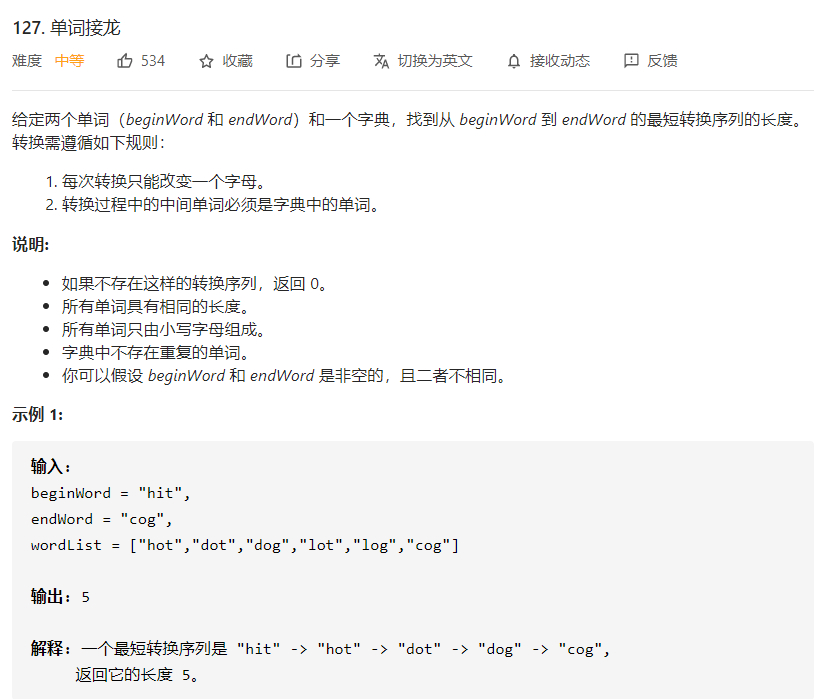 127. 单词接龙
难度 中等 534 收藏 分享 切换为英文 接收动态 反馈
给定两个单词（beginWord 和 endWord）和一个字典，找到从 beginWord 到 endWord 的最短转换序列的长度。
转换需遵循如下规则：
1. 每次转换只能改变一个字母。
2. 转换过程中的中间单词必须是字典中的单词。
说明:
• 如果不存在这样的转换序列，返回 0。
• 所有单词具有相同的长度。
• 所有单词只由小写字母组成。
• 字典中不存在重复的单词。
• 你可以假设 beginWord 和 endWord 是非空的，且二者不相同。
示例 1:
输入:
beginWord = "hit",
endWord = "cog",
wordList = ["hot","dot","dog","lot","log","cog"]
输出: 5
解释: 一个最短转换序列是 "hit" -> "hot" -> "dot" -> "dog" -> "cog",
返回它的长度 5。